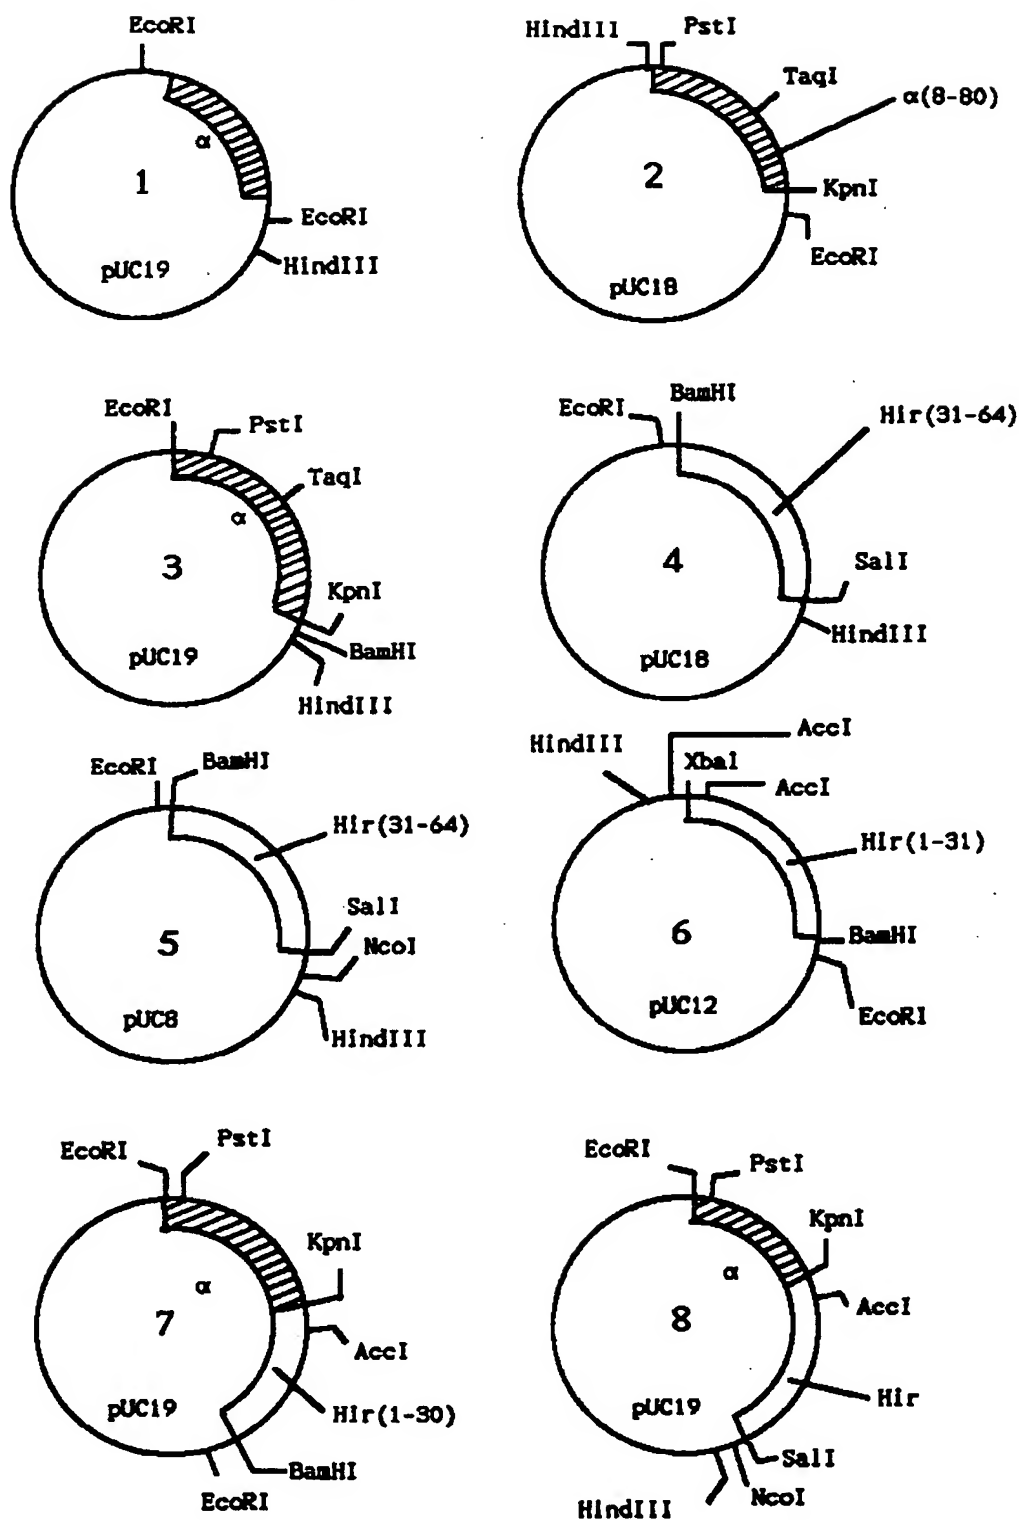 EcoRI
α
1
EcoRI
HindIII
pUC19
HindIII
PstI
TaqI
α(8-80)
2
KpnI
EcoRI
pUC18
EcoRI
PstI
TaqI
α
3
KpnI
BamHI
pUC19
HindIII
EcoRI
BamHI
Hir(31-64)
4
SalI
HindIII
pUC18
EcoRI
BamHI
Hir(31-64)
SalI
5
NcoI
pUC8
HindIII
HindIII
AccI
XbaI
AccI
Hir(1-31)
6
BamHI
pUC12
EcoRI
EcoRI
PstI
KpnI
α
7
AccI
pUC19
Hir(1-30)
BamHI
EcoRI
EcoRI
PstI
KpnI
α
8
AccI
Hir
pUC19
SalI
NcoI
HindIII